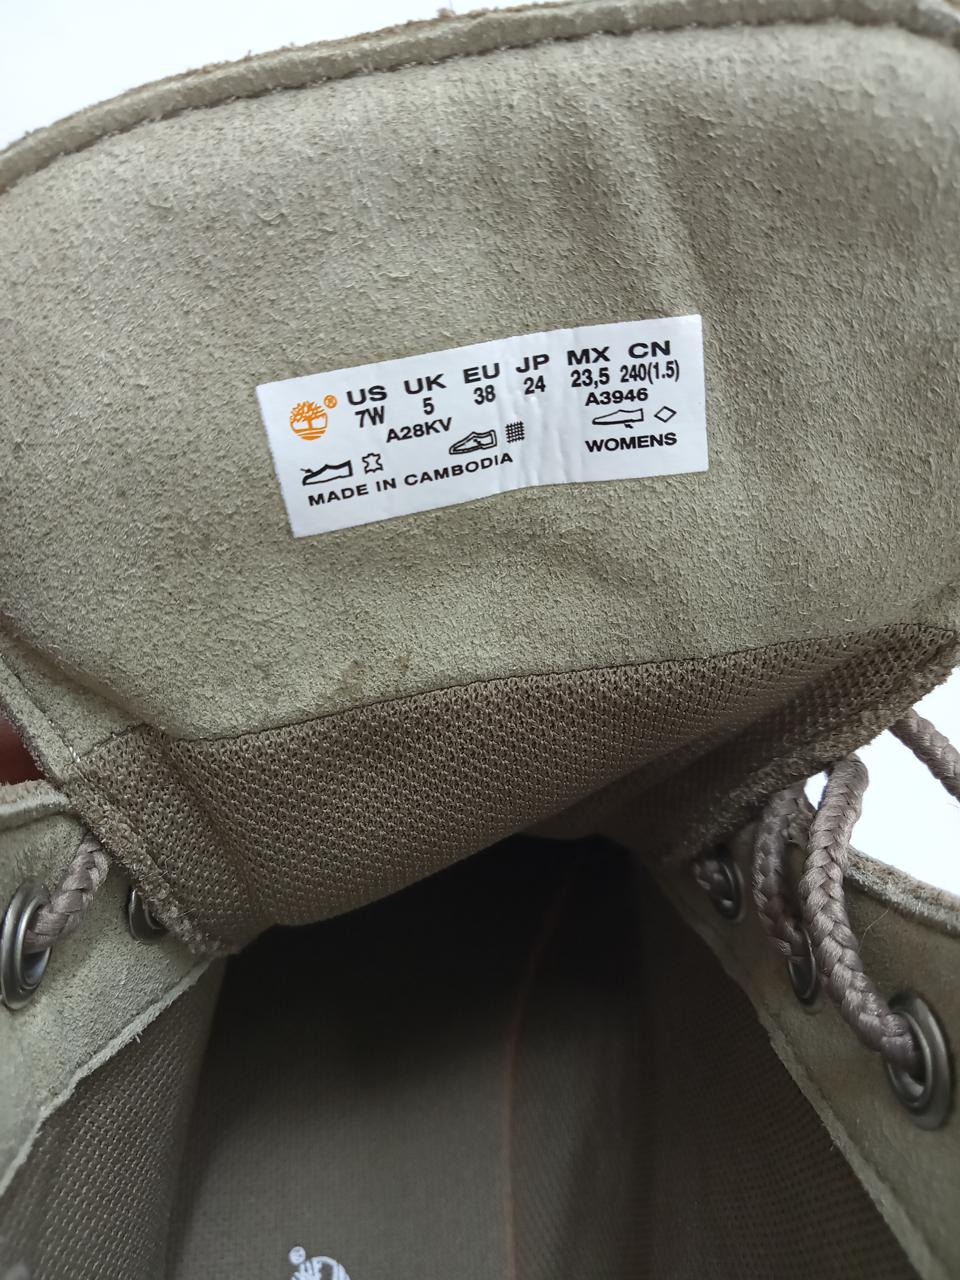 US UK EU JP MX CN
7W 5 38 24 23,5 240(1.5)
A28KV A3946
WOMENS
MADE IN CAMBODIA
®
®